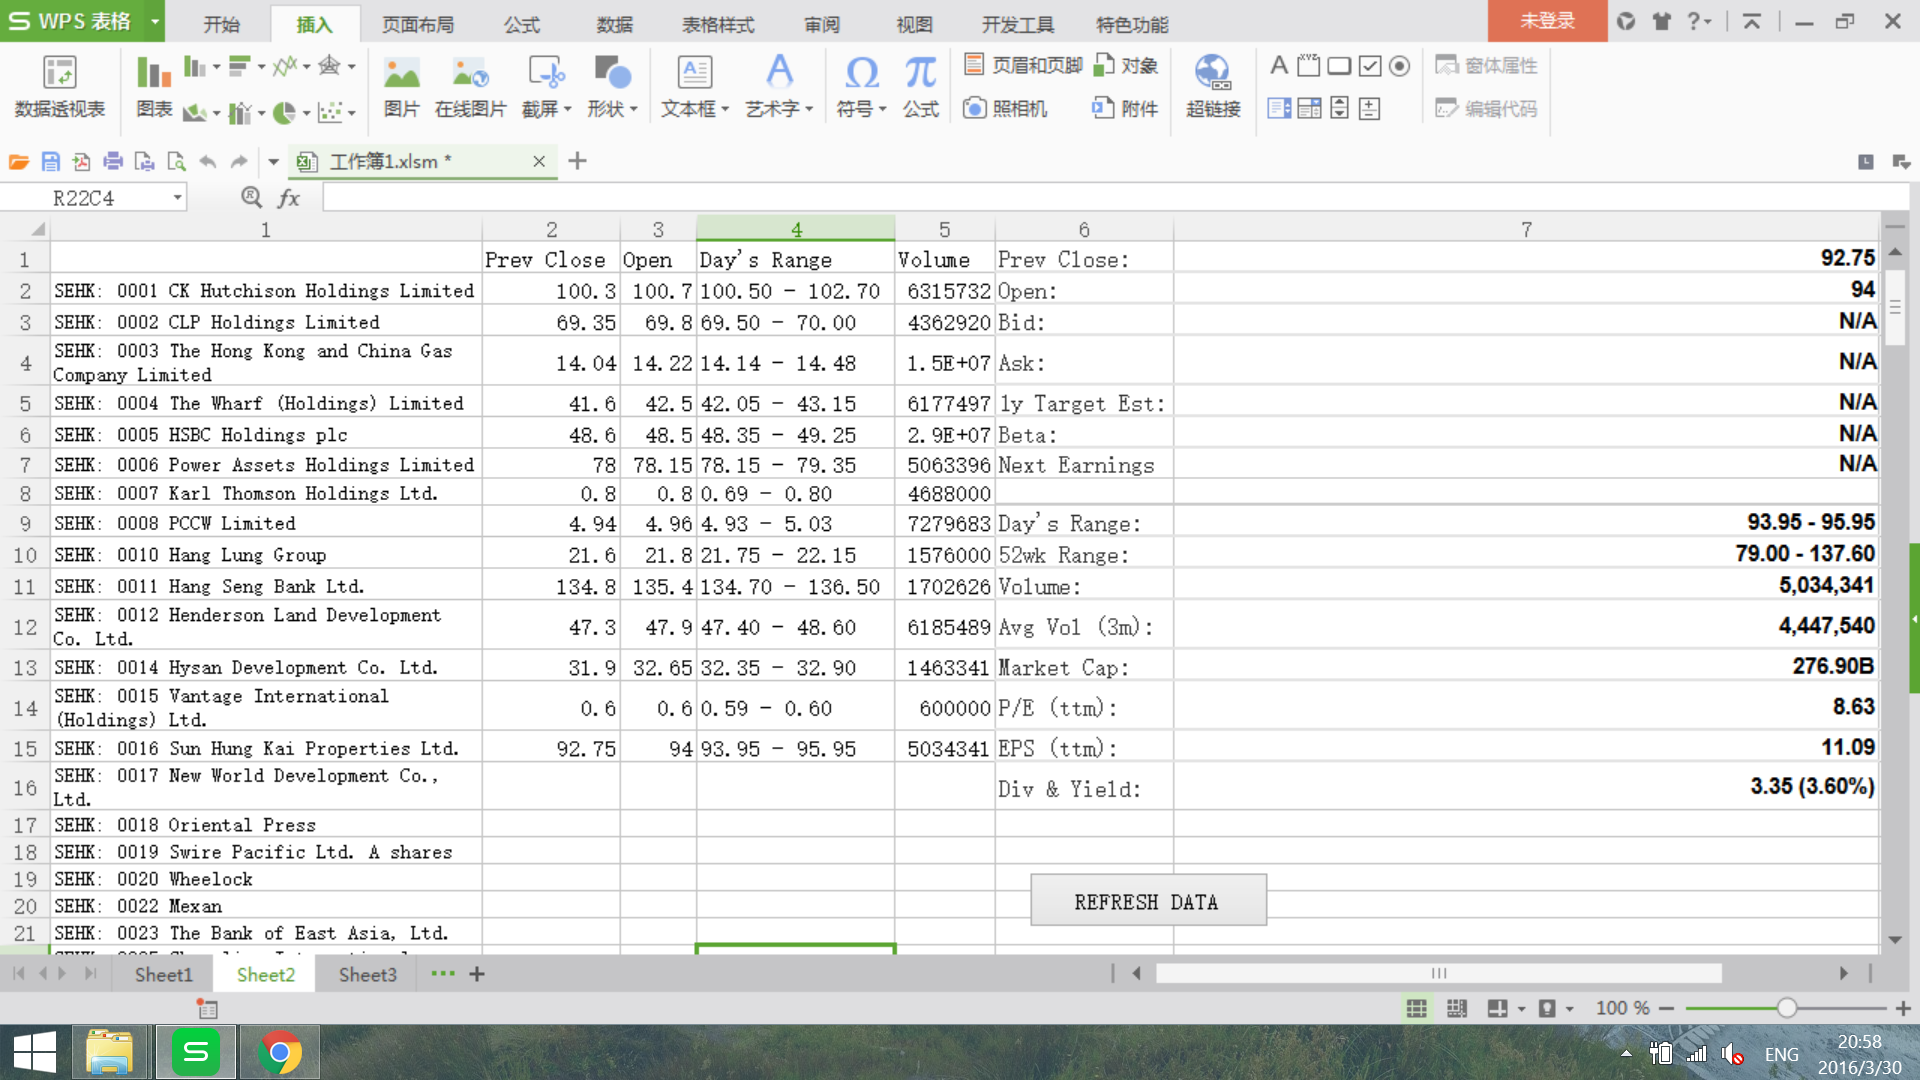 WPS 表格
开始 插入 页面布局 公式 数据 表格样式 审阅 视图 开发工具 特色功能 未登录
数据透视表 图表 图片 在线图片 截屏 形状 文本框 艺术字 符号 公式 页眉和页脚 照相机 对象 附件 超链接 窗体属性 编辑代码
工作簿1.xlsm *
R22C4 fx
1 2 3 4 5 6 7
1 Prev Close Open Day's Range Volume Prev Close: 92.75
2 SEHK: 0001 CK Hutchison Holdings Limited 100.3 100.7 100.50 - 102.70 6315732 Open: 94
3 SEHK: 0002 CLP Holdings Limited 69.35 69.8 69.50 - 70.00 4362920 Bid: N/A
4 SEHK: 0003 The Hong Kong and China Gas
Company Limited 14.04 14.22 14.14 - 14.48 1.5E+07 Ask: N/A
5 SEHK: 0004 The Wharf (Holdings) Limited 41.6 42.5 42.05 - 43.15 6177497 1y Target Est: N/A
6 SEHK: 0005 HSBC Holdings plc 48.6 48.5 48.35 - 49.25 2.9E+07 Beta: N/A
7 SEHK: 0006 Power Assets Holdings Limited 78 78.15 78.15 - 79.35 5063396 Next Earnings N/A
8 SEHK: 0007 Karl Thomson Holdings Ltd. 0.8 0.8 0.69 - 0.80 4688000
9 SEHK: 0008 PCCW Limited 4.94 4.96 4.93 - 5.03 7279683 Day's Range: 93.95 - 95.95
10 SEHK: 0010 Hang Lung Group 21.6 21.8 21.75 - 22.15 1576000 52wk Range: 79.00 - 137.60
11 SEHK: 0011 Hang Seng Bank Ltd. 134.8 135.4 134.70 - 136.50 1702626 Volume: 5,034,341
12 SEHK: 0012 Henderson Land Development
Co. Ltd. 47.3 47.9 47.40 - 48.60 6185489 Avg Vol (3m): 4,447,540
13 SEHK: 0014 Hysan Development Co. Ltd. 31.9 32.65 32.35 - 32.90 1463341 Market Cap: 276.90B
14 SEHK: 0015 Vantage International
(Holdings) Ltd. 0.6 0.6 0.59 - 0.60 600000 P/E (ttm): 8.63
15 SEHK: 0016 Sun Hung Kai Properties Ltd. 92.75 94 93.95 - 95.95 5034341 EPS (ttm): 11.09
16 SEHK: 0017 New World Development Co.,
Ltd. Div & Yield: 3.35 (3.60%)
17 SEHK: 0018 Oriental Press
18 SEHK: 0019 Swire Pacific Ltd. A shares
19 SEHK: 0020 Wheelock
20 SEHK: 0022 Mexan
21 SEHK: 0023 The Bank of East Asia, Ltd.
REFRESH DATA
Sheet1 Sheet2 Sheet3
100 %
ENG 20:58
2016/3/30